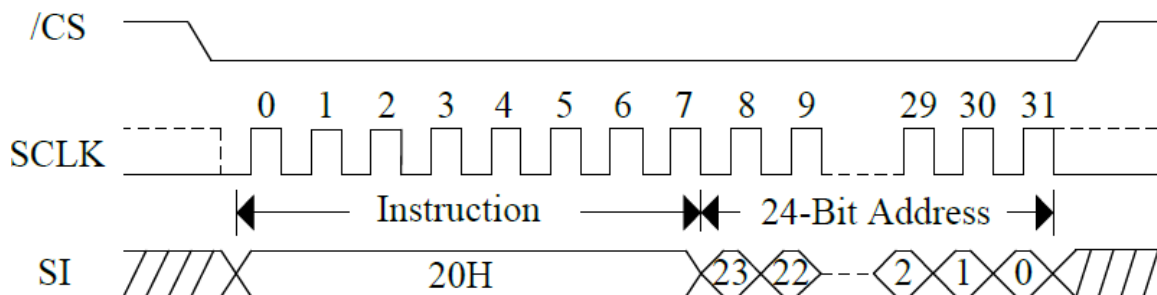 /CS
0 1 2 3 4 5 6 7 8 9 29 30 31
SCLK
Instruction 24-Bit Address
SI 20H 23 22 2 1 0